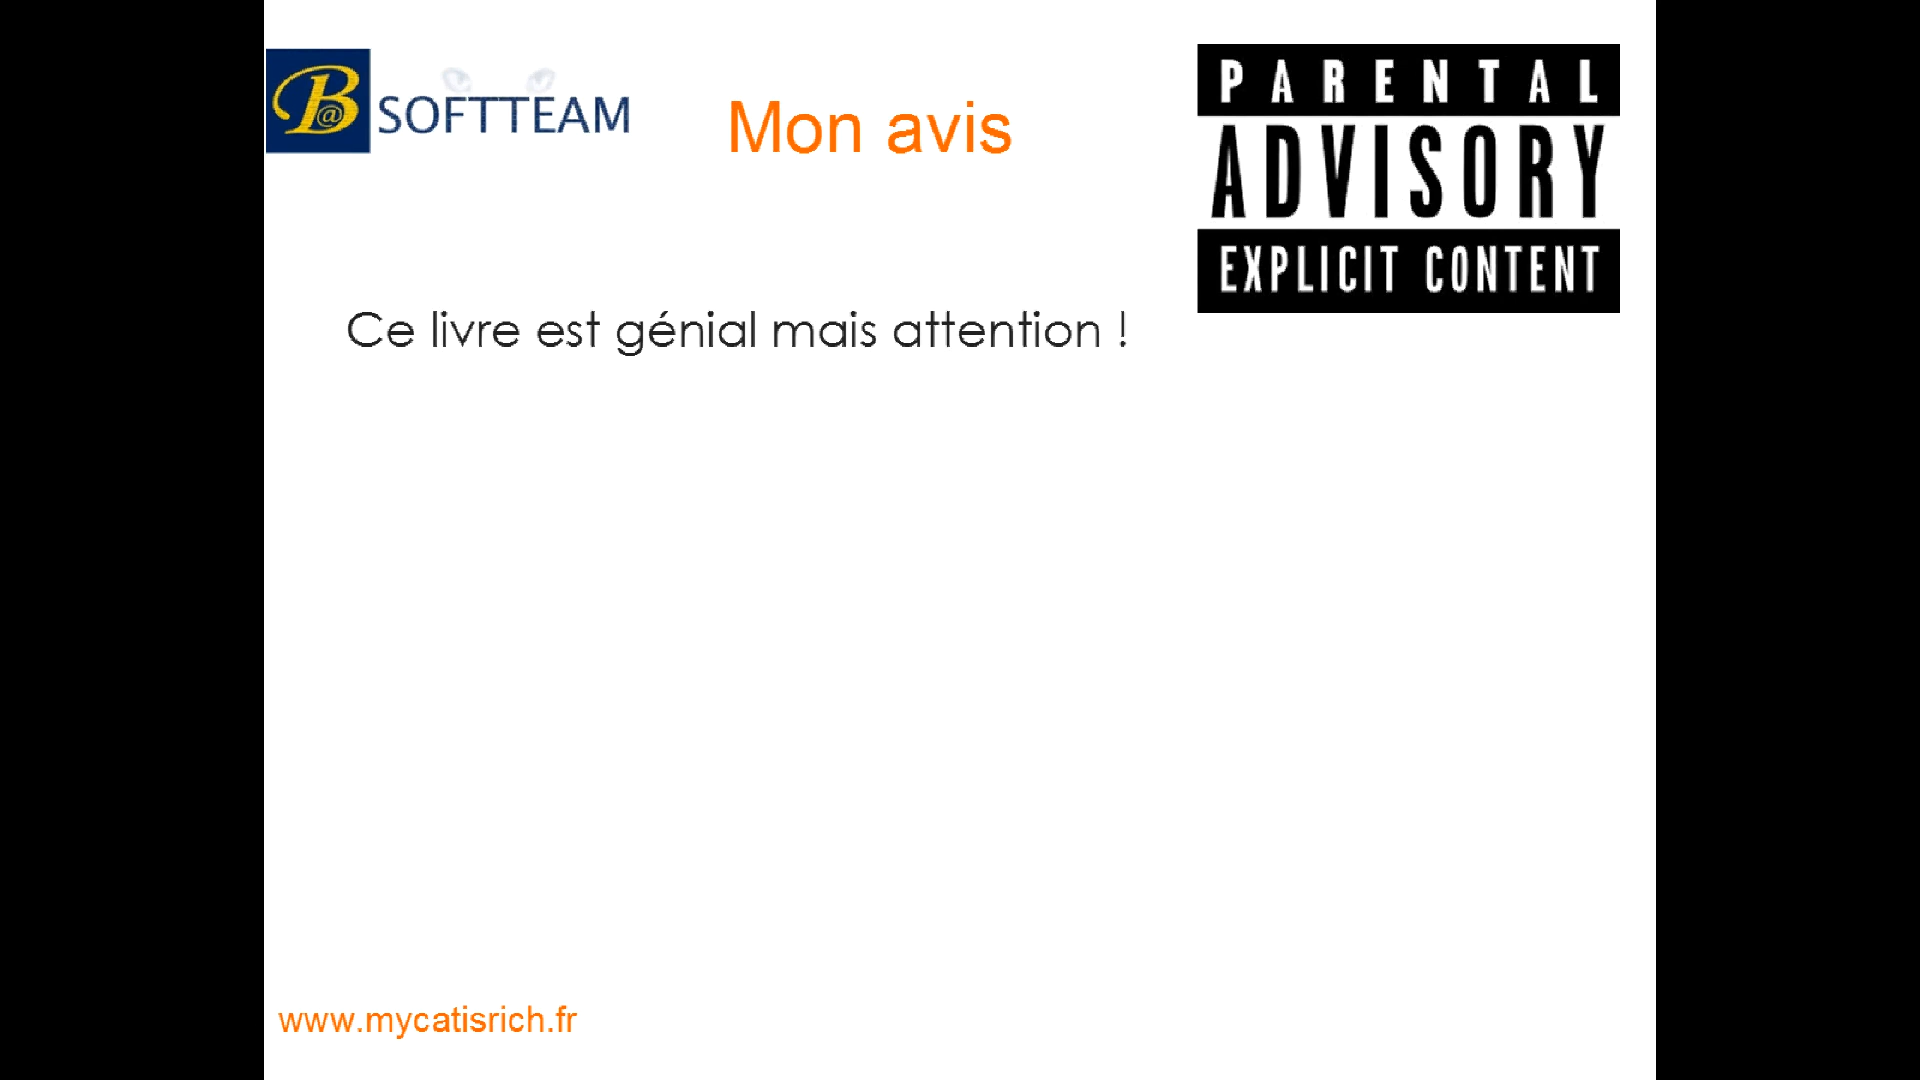 B@ SOFTTEAM
Mon avis
PARENTAL
ADVISORY
EXPLICIT CONTENT
Ce livre est génial mais attention !
www.mycatisrich.fr